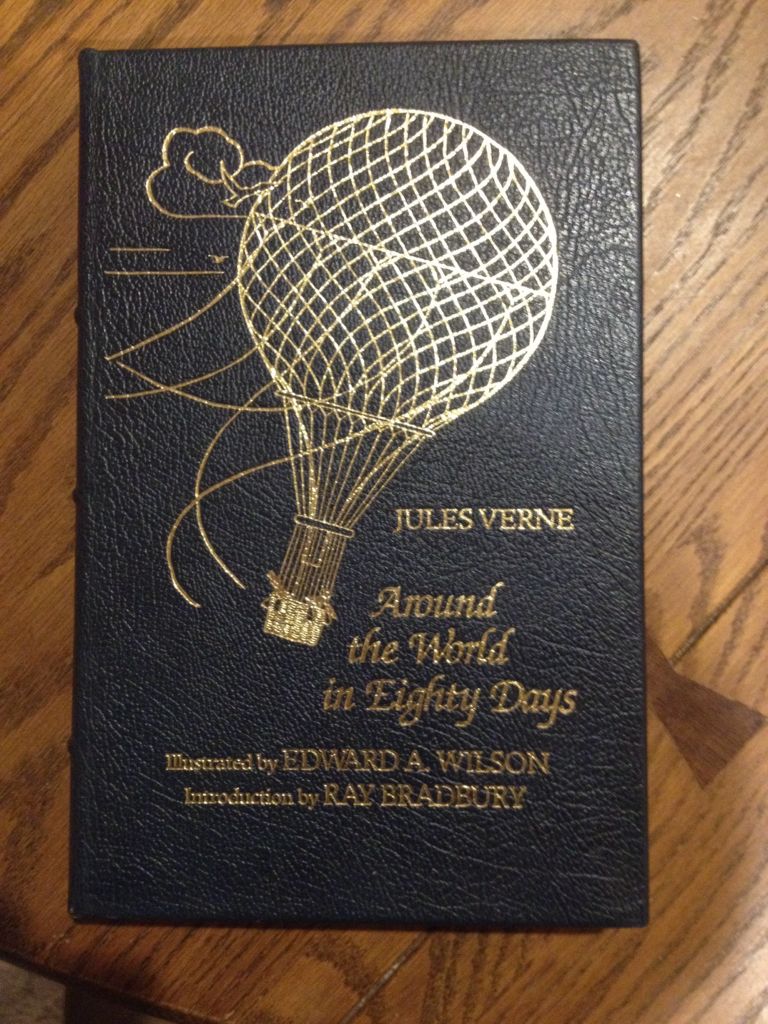 JULES VERNE
Around
the World
in Eighty Days
Illustrated by EDWARD A. WILSON
Introduction by RAY BRADBURY